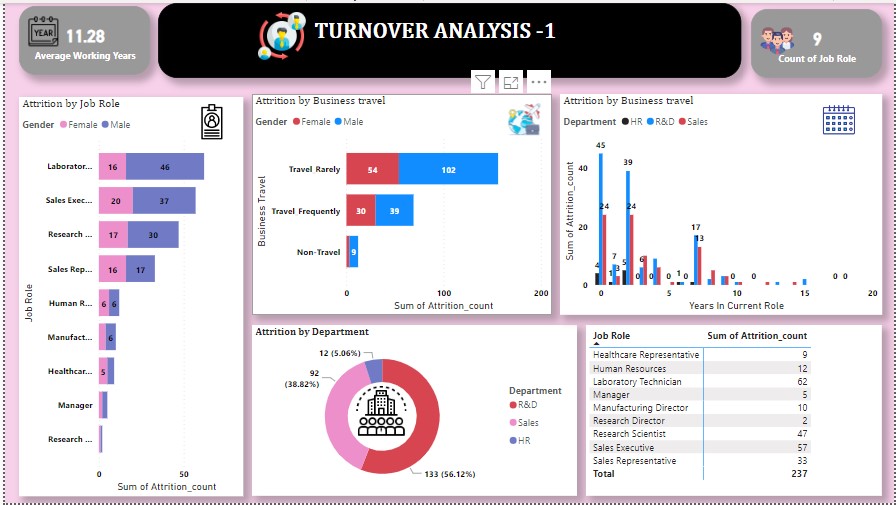 YEAR
11.28
Average Working Years
TURNOVER ANALYSIS -1
9
Count of Job Role
Attrition by Job Role
Gender Female Male
Job Role
Laborator... 16 46
Sales Exec... 20 37
Research ... 17 30
Sales Rep... 16 17
Human R... 6 6
Manufact... 6
Healthcar... 5
Manager
Research ...
0 50
Sum of Attrition_count
Attrition by Business travel
Gender Female Male
Business Travel
Travel Rarely 54 102
Travel Frequently 30 39
Non-Travel 9
0 100 200
Sum of Attrition_count
Attrition by Business travel
Department HR R&D Sales
Sum of Attrition_count
40
20
0
45
24
4
1
7
3
5
39
24
0
6
0
0
1
0
17
13
0
0
0
0
0 5 10 15 20
Years In Current Role
Attrition by Department
12 (5.06%)
92
(38.82%)
133 (56.12%)
Department
R&D
Sales
HR
Job Role Sum of Attrition_count
Healthcare Representative 9
Human Resources 12
Laboratory Technician 62
Manager 5
Manufacturing Director 10
Research Director 2
Research Scientist 47
Sales Executive 57
Sales Representative 33
Total 237